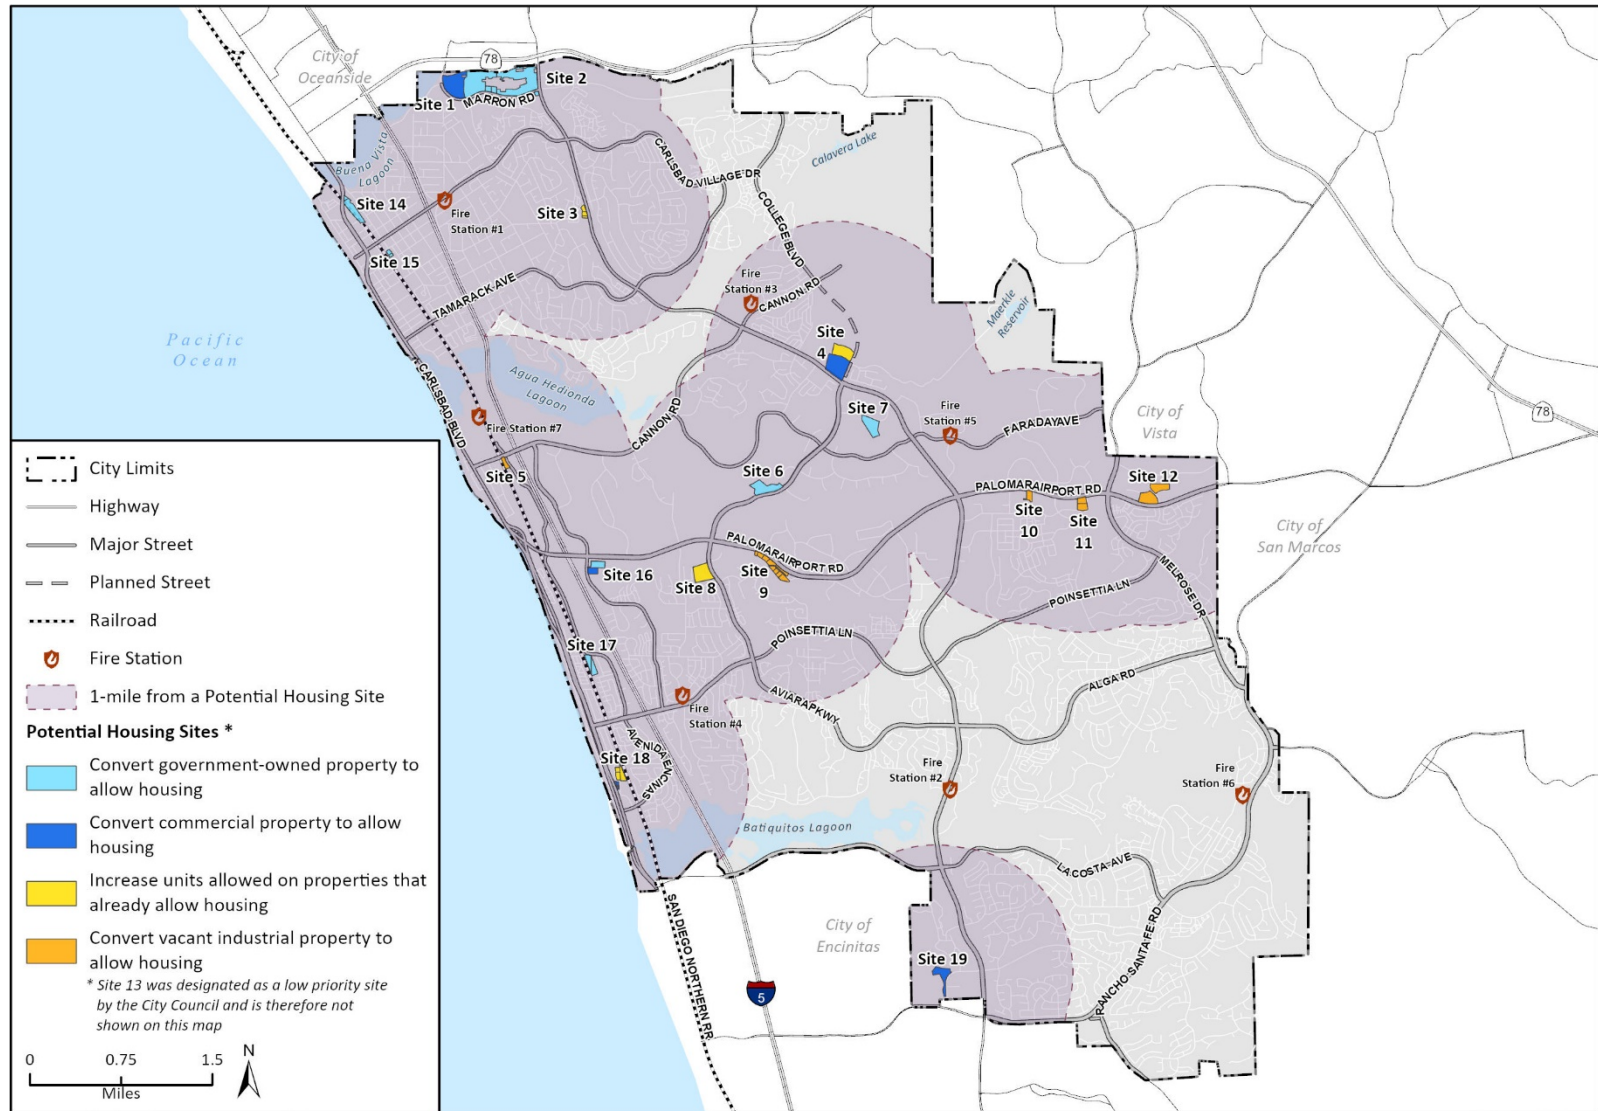 City of
Oceanside
78
Site 1
Site 2
MARRON RD
Buena Vista
Lagoon
Calavera Lake
CARLSBAD VILLAGE DR
COLLEGE BLVD
Site 14
Fire
Station #1
Site 3
Site 15
TAMARACK AVE
Fire
Station #3
CANNON RD
Maerkle
Reservoir
Pacific
Ocean
Site
4
Agua Hedionda
Lagoon
CARLSBAD BLVD
CANNON RD
Site 7
Fire
Station #5
FARADAYAVE
City of
Vista
78
Fire Station #7
Site 5
Site 6
PALOMARAIRPORT RD
Site 12
Site
10
Site
11
City of
San Marcos
PALOMARAIRPORT RD
Site 16
Site 8
Site
9
MELROSE DR
POINSETTIA LN
POINSETTIA LN
Site 17
ALGA RD
AVIARAPKWY
Fire
Station #4
AVENIDAENCINAS
Site 18
Fire
Station #2
Fire
Station #6
Batiquitos Lagoon
LA COSTA AVE
SAN DIEGO NORTHERN RR
City of
Encinitas
RANCHO SANTA FE RD
Site 19
5
City Limits
Highway
Major Street
Planned Street
Railroad
Fire Station
1-mile from a Potential Housing Site
Potential Housing Sites *
Convert government-owned property to
allow housing
Convert commercial property to allow
housing
Increase units allowed on properties that
already allow housing
Convert vacant industrial property to
allow housing
* Site 13 was designated as a low priority site
by the City Council and is therefore not
shown on this map
0 0.75 1.5
Miles
N